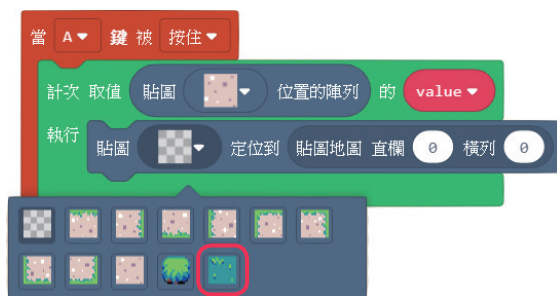 當 A 鍵 被 按住
計次 取值 貼圖 位置的陣列 的 value
執行 貼圖 定位到 貼圖地圖 直欄 0 橫列 0